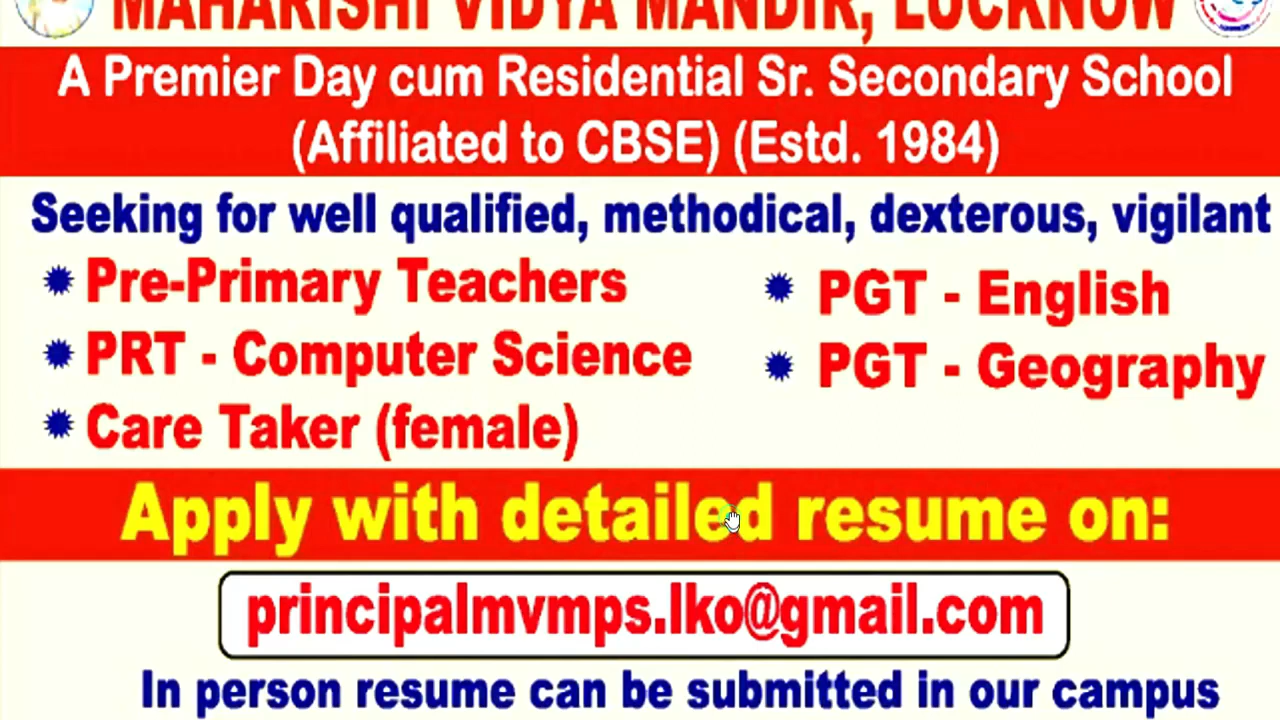 MAHARISHI VIDYA MANDIR, LUCKNOW
A Premier Day cum Residential Sr. Secondary School
(Affiliated to CBSE) (Estd. 1984)
Seeking for well qualified, methodical, dexterous, vigilant
Pre-Primary Teachers
PRT - Computer Science
Care Taker (female)
PGT - English
PGT - Geography
Apply with detailed resume on:
principalmvmps.lko@gmail.com
In person resume can be submitted in our campus